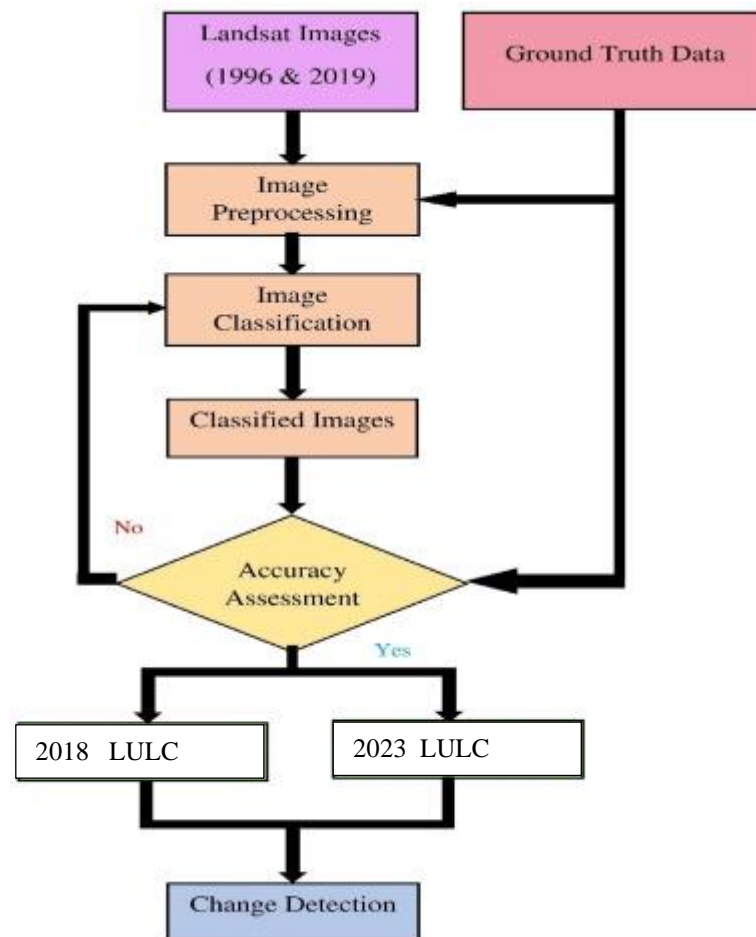 Landsat Images
(1996 & 2019)
Ground Truth Data
Image
Preprocessing
Image
Classification
Classified Images
No
Accuracy
Assessment
Yes
2018 LULC
2023 LULC
Change Detection